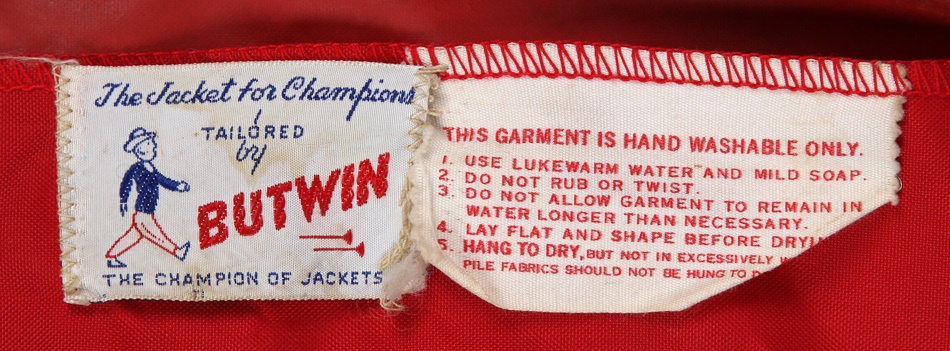 The Jacket for Champions
TAILORED
by
BUTWIN
THE CHAMPION OF JACKETS
THIS GARMENT IS HAND WASHABLE ONLY.
1. USE LUKEWARM WATER AND MILD SOAP.
2. DO NOT RUB OR TWIST.
3. DO NOT ALLOW GARMENT TO REMAIN IN
WATER LONGER THAN NECESSARY.
4. LAY FLAT AND SHAPE BEFORE
5. HANG TO DRY, BUT NOT IN EXCESSIVELY
PILE FABRICS SHOULD NOT BE HUNG TO